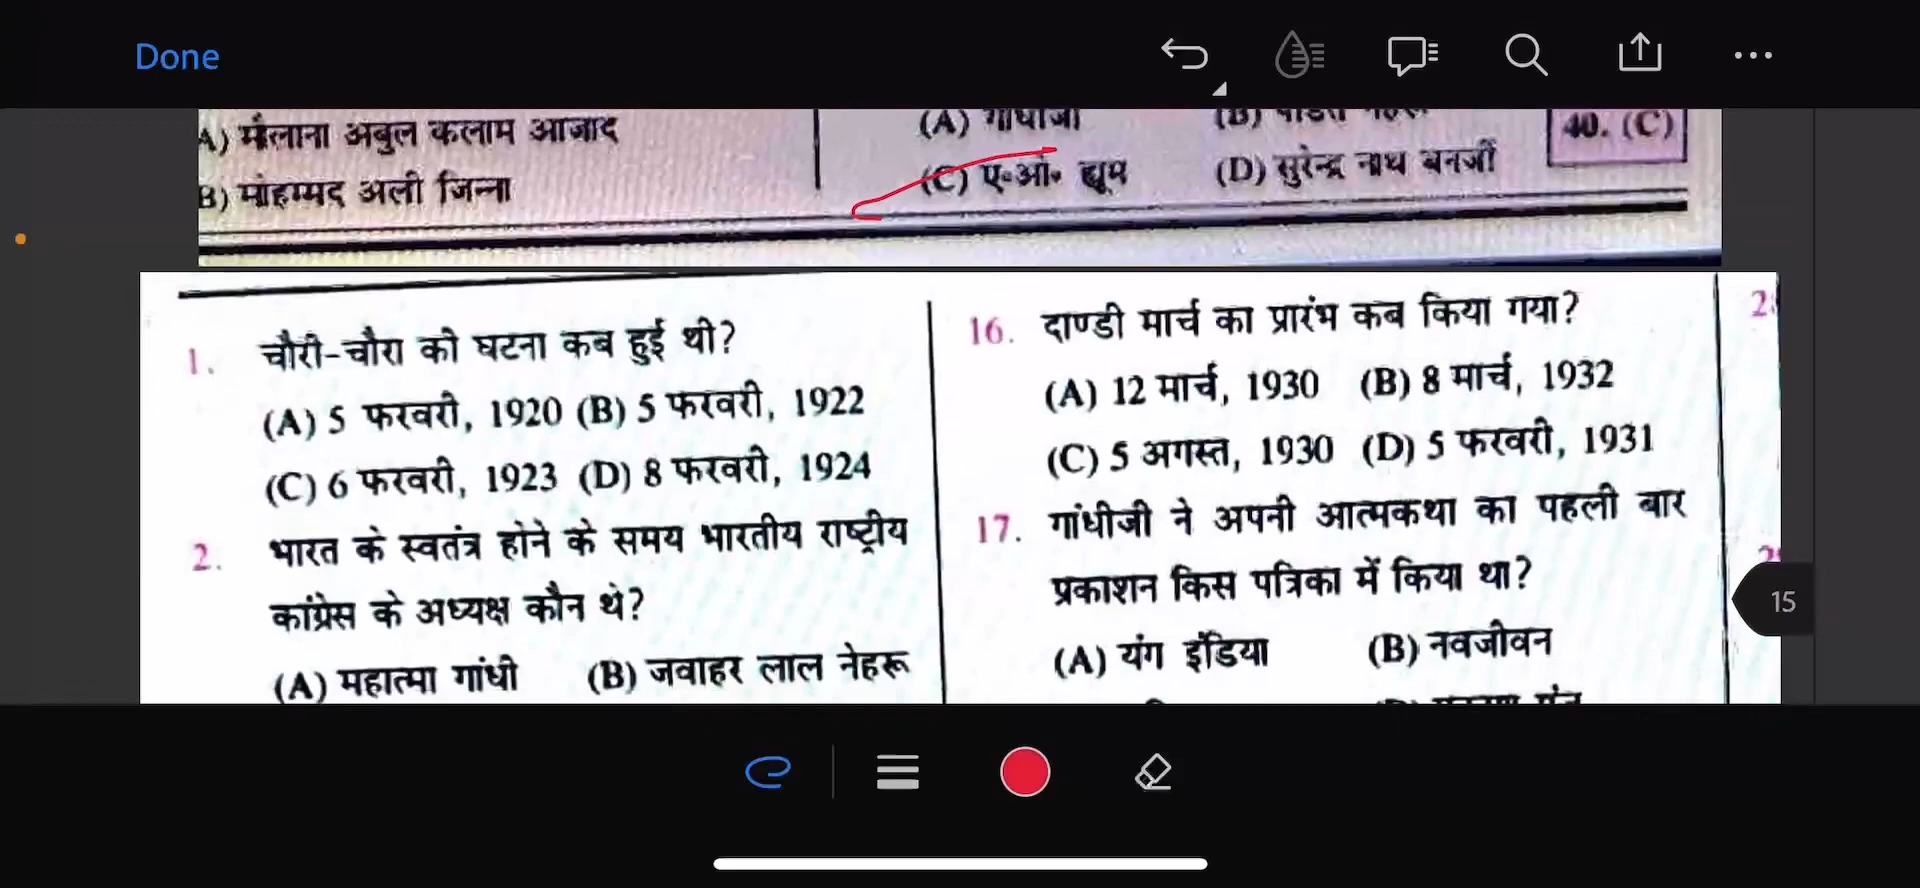 Done
A) मौलाना अबुल कलाम आजाद
B) मोहम्मद अली जिन्ना
(A) गांधीजी
(C) ए॰ओ॰ ह्यूम
(D) सुरेन्द्र नाथ बनर्जी
40. (C)
1. चौरी-चौरा की घटना कब हुई थी?
(A) 5 फरवरी, 1920 (B) 5 फरवरी, 1922
(C) 6 फरवरी, 1923 (D) 8 फरवरी, 1924
2. भारत के स्वतंत्र होने के समय भारतीय राष्ट्रीय
कांग्रेस के अध्यक्ष कौन थे?
(A) महात्मा गांधी (B) जवाहर लाल नेहरू
16. दाण्डी मार्च का प्रारंभ कब किया गया?
(A) 12 मार्च, 1930 (B) 8 मार्च, 1932
(C) 5 अगस्त, 1930 (D) 5 फरवरी, 1931
17. गांधीजी ने अपनी आत्मकथा का पहली बार
प्रकाशन किस पत्रिका में किया था?
(A) यंग इंडिया (B) नवजीवन
15